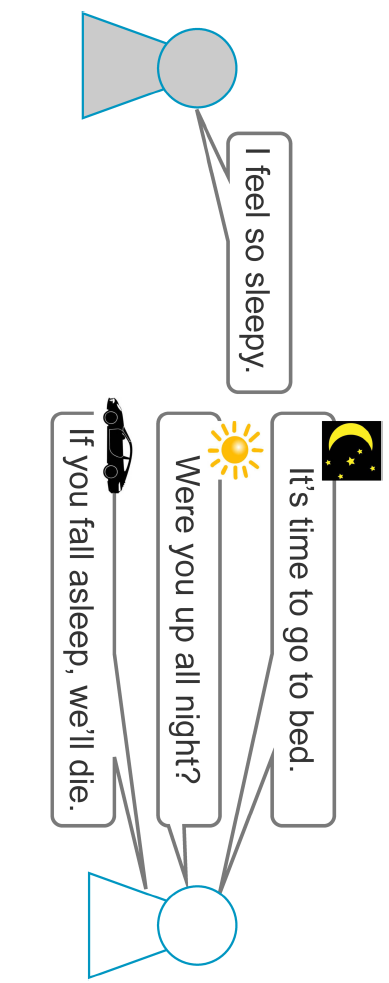 I feel so sleepy.
It's time to go to bed.
Were you up all night?
If you fall asleep, we'll die.